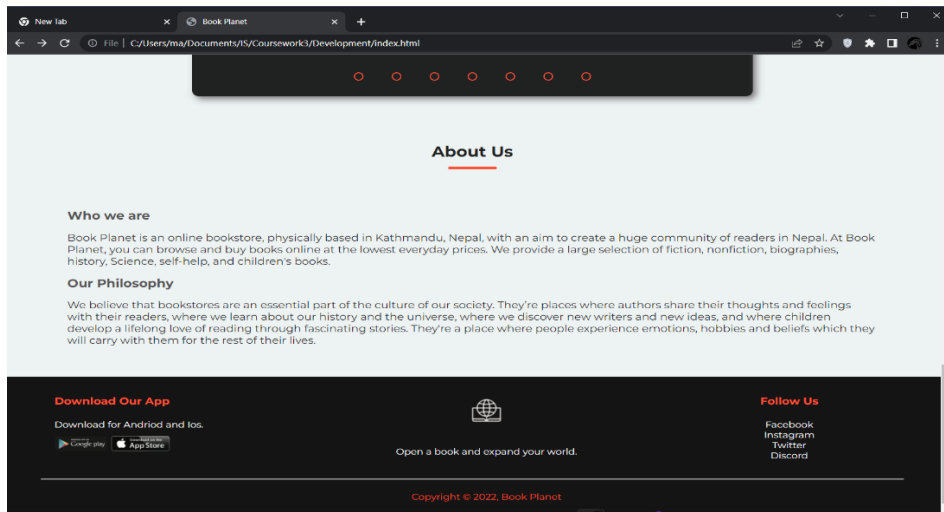 New Tab
Book Planet
File | C:/Users/ma/Documents/IS/Coursework3/Development/index.html
About Us
Who we are
Book Planet is an online bookstore, physically based in Kathmandu, Nepal, with an aim to create a huge community of readers in Nepal. At Book
Planet, you can browse and buy books online at the lowest everyday prices. We provide a large selection of fiction, nonfiction, biographies,
history, Science, self-help, and children's books.
Our Philosophy
We believe that bookstores are an essential part of the culture of our society. They're places where authors share their thoughts and feelings
with their readers, where we learn about our history and the universe, where we discover new writers and new ideas, and where children
develop a lifelong love of reading through fascinating stories. They're a place where people experience emotions, hobbies and beliefs which they
will carry with them for the rest of their lives.
Download Our App
Download for Andriod and Ios.
Google play
App Store
Open a book and expand your world.
Follow Us
Facebook
Instagram
Twitter
Discord
Copyright © 2022, Book Planet